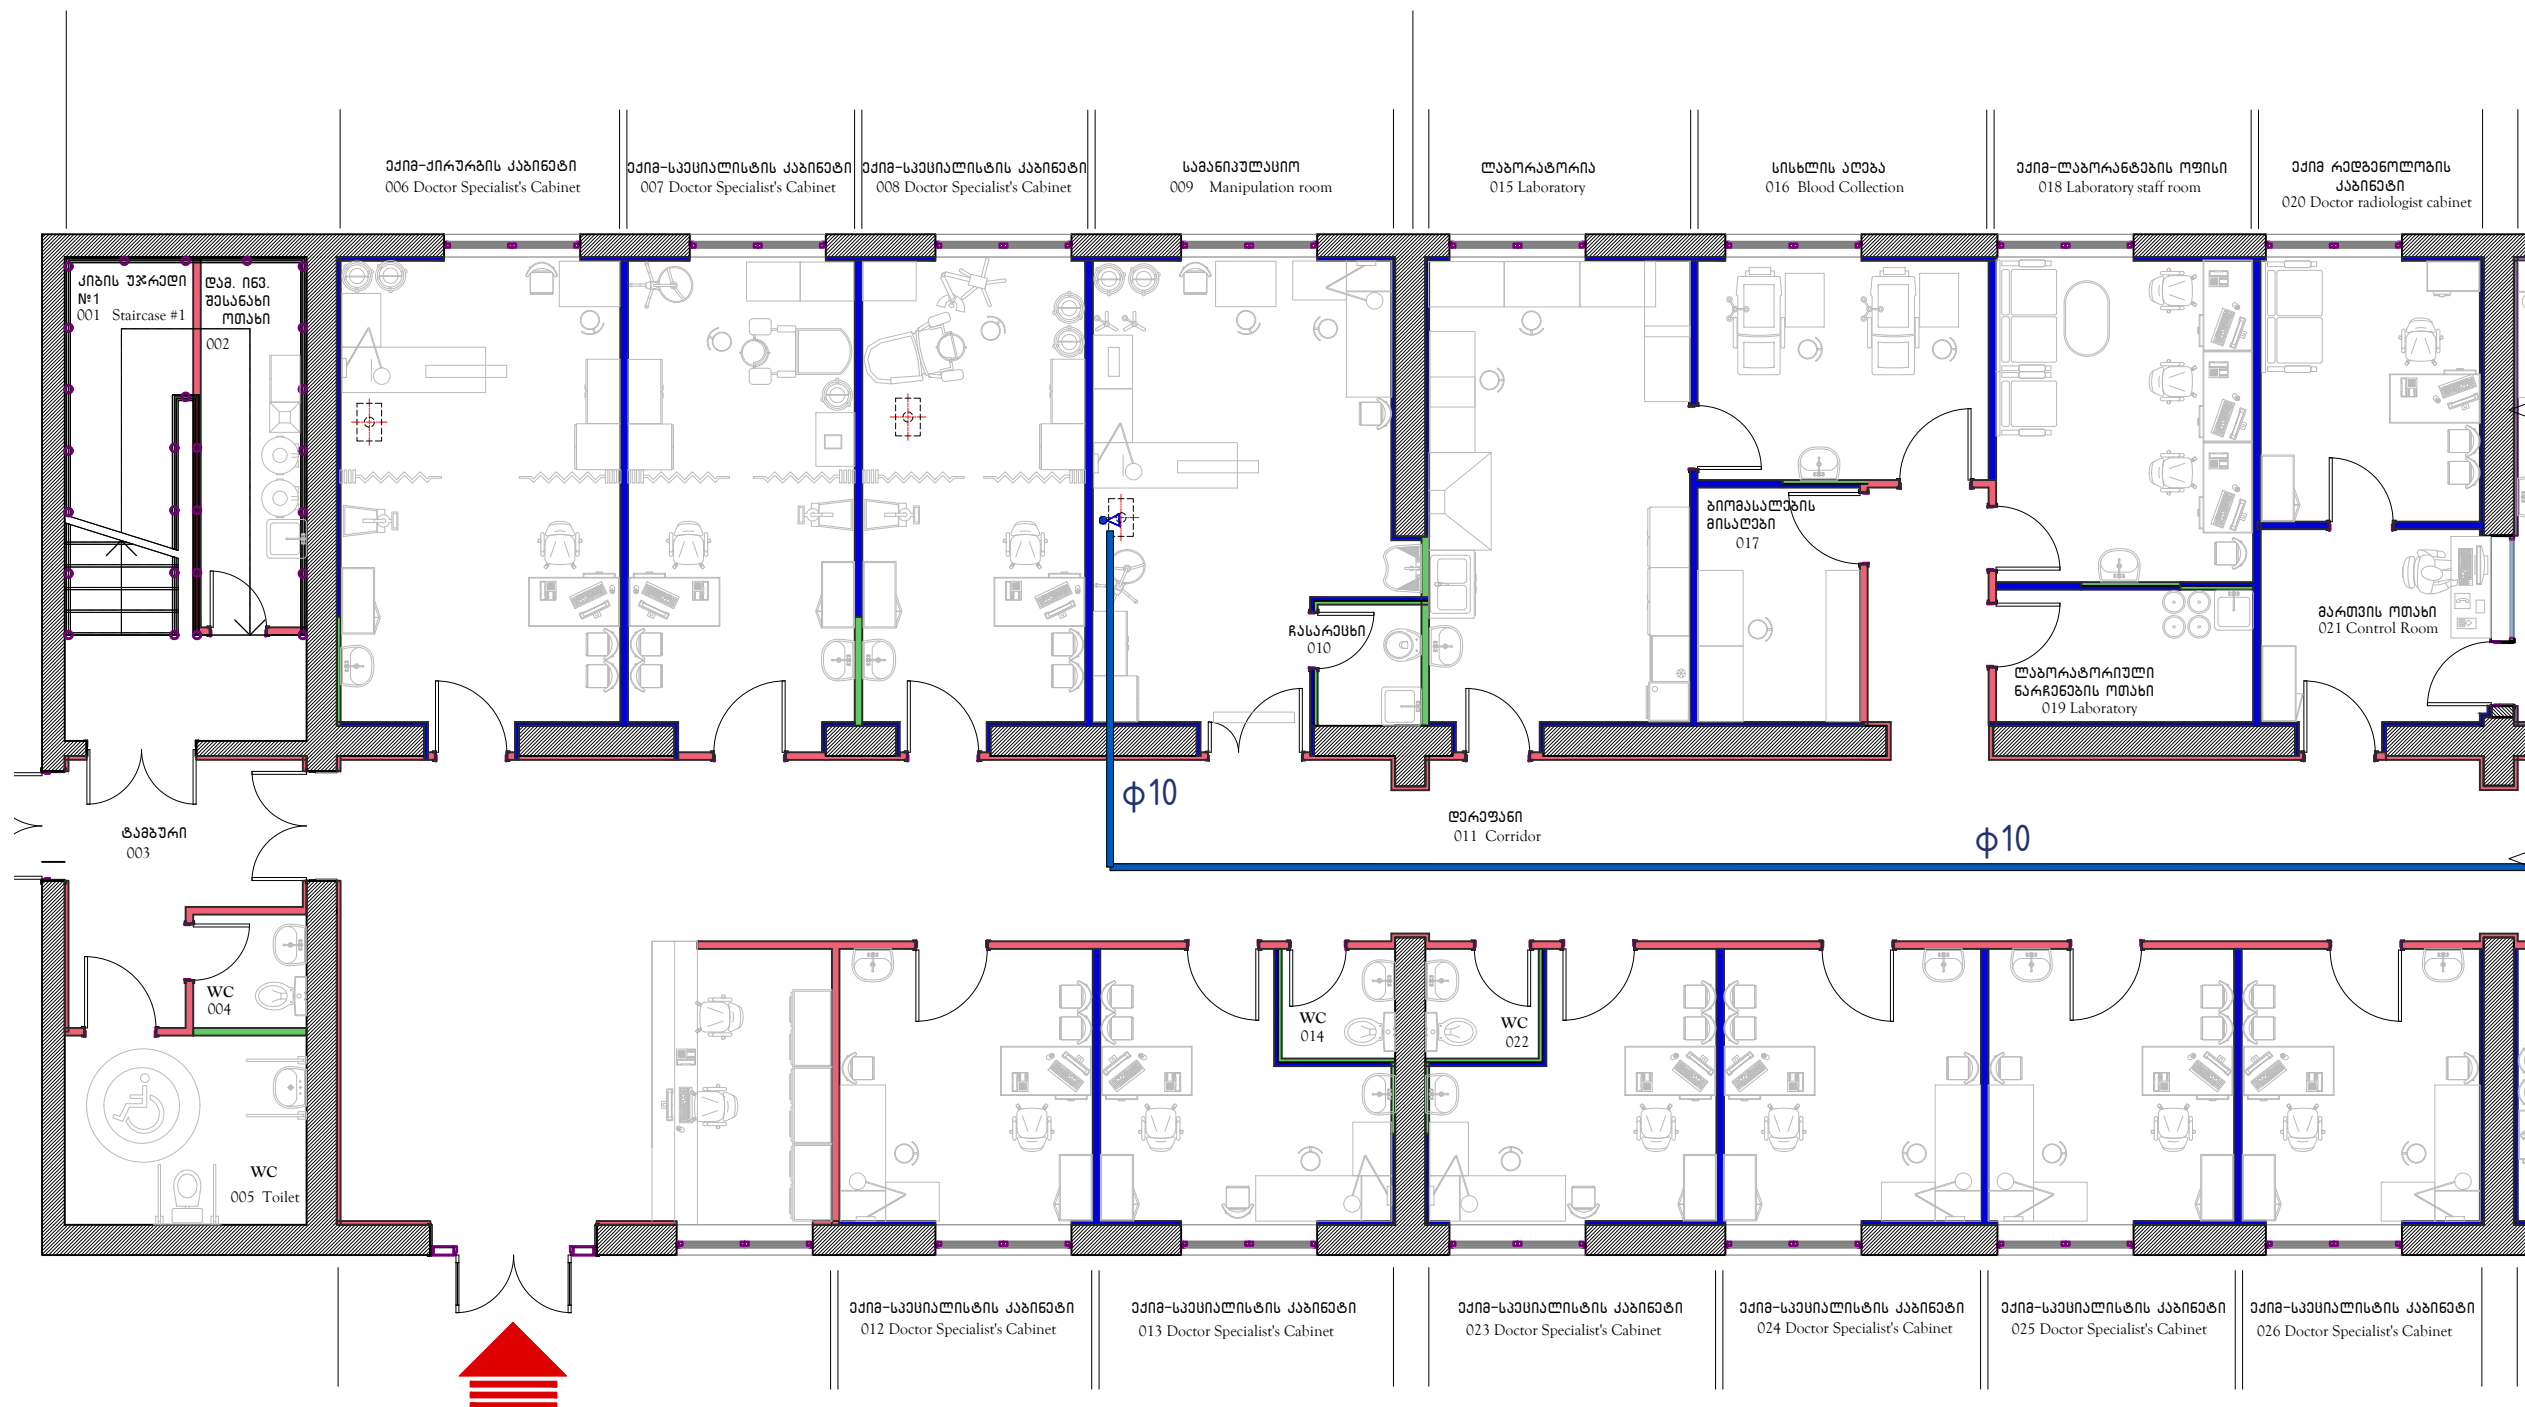 ექიმ-ქირურგის კაბინეტი
006 Doctor Specialist's Cabinet
ექიმ-სპეციალისტის კაბინეტი
007 Doctor Specialist's Cabinet
ექიმ-სპეციალისტის კაბინეტი
008 Doctor Specialist's Cabinet
სამანიპულაციო
009 Manipulation room
ლაბორატორია
015 Laboratory
სისხლის აღება
016 Blood Collection
ექიმ-ლაბორანტების ოფისი
018 Laboratory staff room
ექიმ რედგენოლოგის
კაბინეტი
020 Doctor radiologist cabinet
კიბის უჯრედი
№1
001 Staircase #1
დამ. ინვ.
შესანახი
ოთახი
002
ბიომასალების
მისაღები
017
ჩასარეცხი
010
მართვის ოთახი
021 Control Room
ლაბორატორიული
ნარჩენების ოთახი
019 Laboratory
ტამბური
003
ф10
დერეფანი
011 Corridor
ф10
WC
004
WC
014
WC
022
WC
005 Toilet
ექიმ-სპეციალისტის კაბინეტი
012 Doctor Specialist's Cabinet
ექიმ-სპეციალისტის კაბინეტი
013 Doctor Specialist's Cabinet
ექიმ-სპეციალისტის კაბინეტი
023 Doctor Specialist's Cabinet
ექიმ-სპეციალისტის კაბინეტი
024 Doctor Specialist's Cabinet
ექიმ-სპეციალისტის კაბინეტი
025 Doctor Specialist's Cabinet
ექიმ-სპეციალისტის კაბინეტი
026 Doctor Specialist's Cabinet